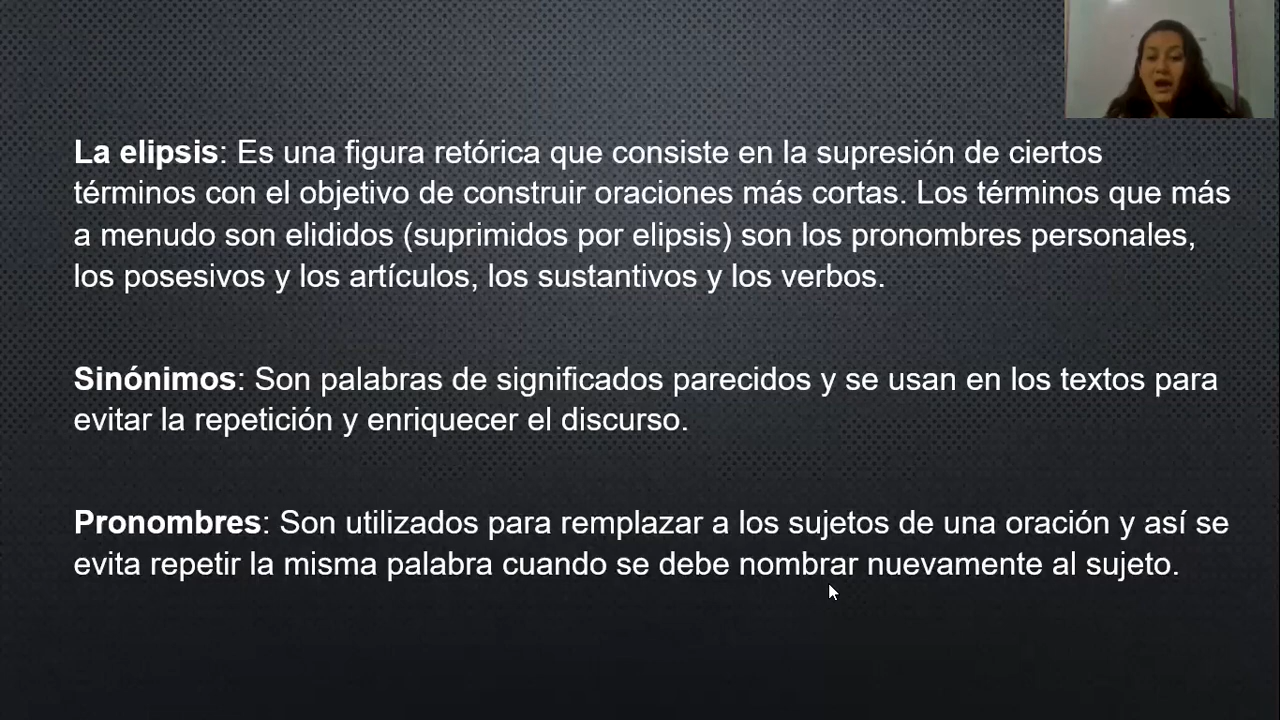 La elipsis: Es una figura retórica que consiste en la supresión de ciertos
términos con el objetivo de construir oraciones más cortas. Los términos que más
a menudo son elididos (suprimidos por elipsis) son los pronombres personales,
los posesivos y los artículos, los sustantivos y los verbos.
Sinónimos: Son palabras de significados parecidos y se usan en los textos para
evitar la repetición y enriquecer el discurso.
Pronombres: Son utilizados para remplazar a los sujetos de una oración y así se
evita repetir la misma palabra cuando se debe nombrar nuevamente al sujeto.